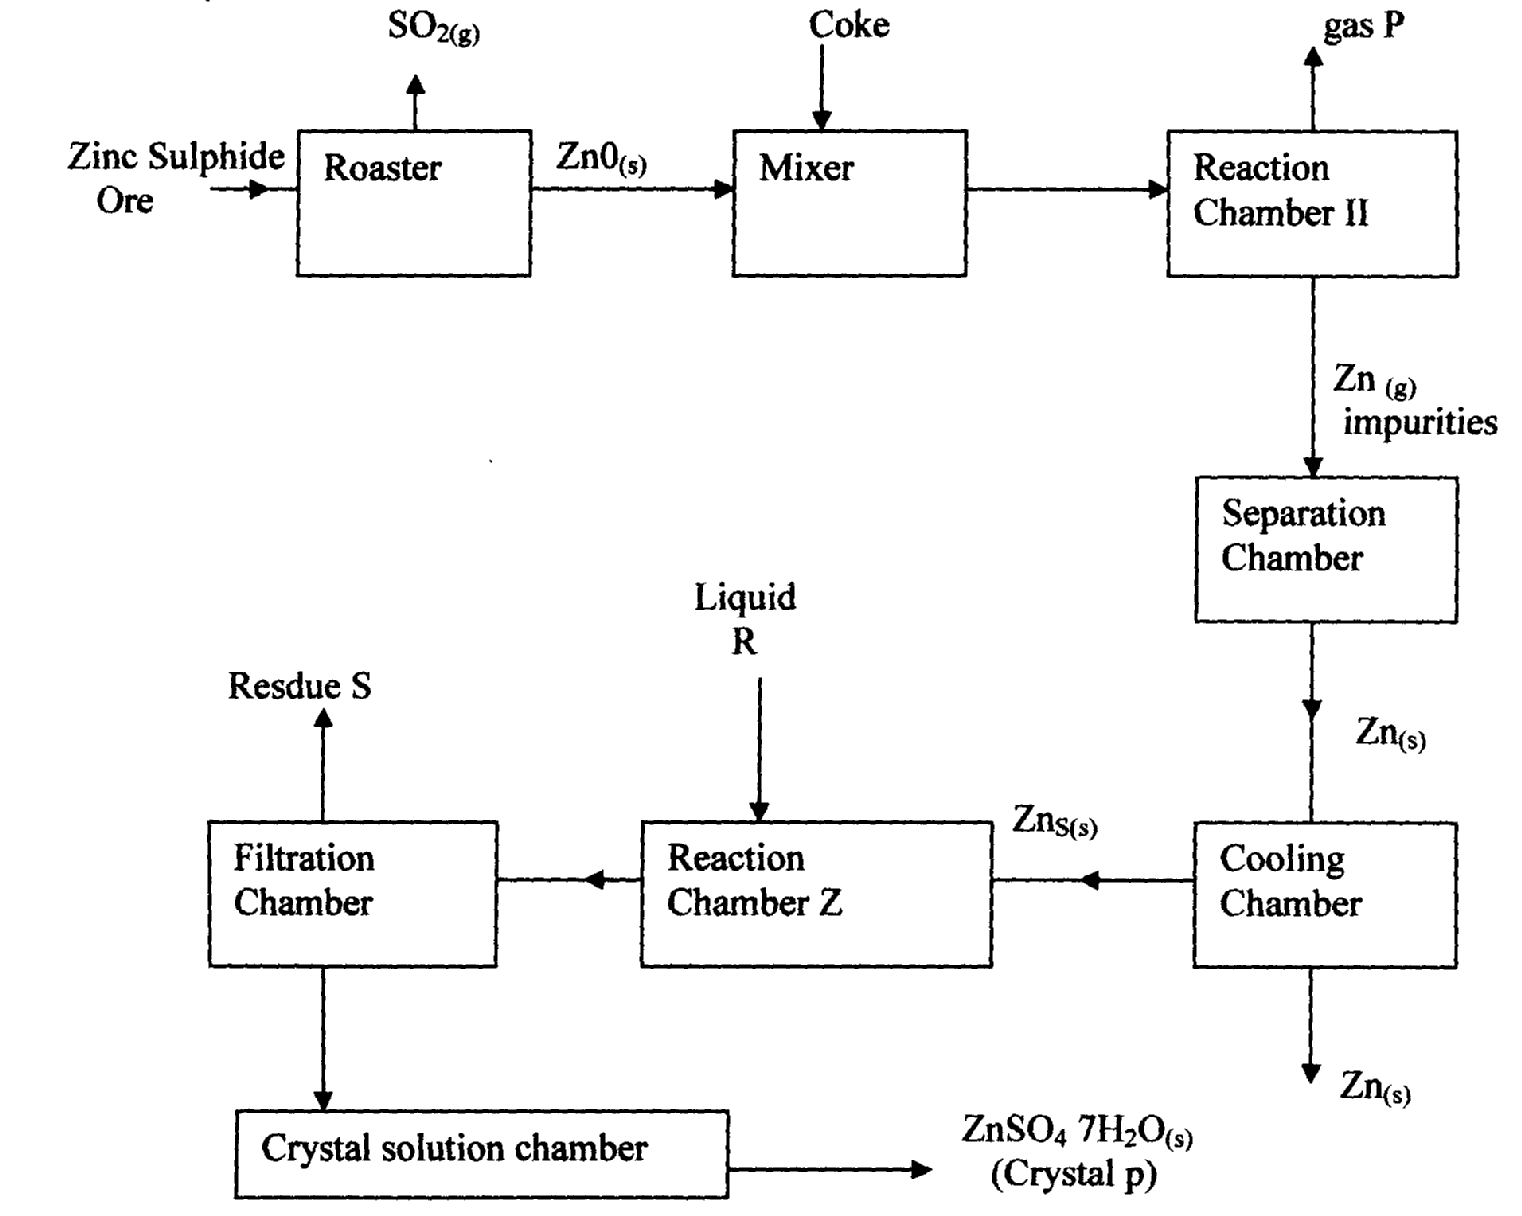 SO2(g)
Coke
gas P
Zinc Sulphide
Ore
Roaster
Zn0(s)
Mixer
Reaction
Chamber II
Zn (g)
impurities
Separation
Chamber
Liquid
R
Resdue S
Zn(s)
Filtration
Chamber
Reaction
Chamber Z
ZnS(s)
Cooling
Chamber
Zn(s)
Crystal solution chamber
ZnSO4 7H2O(s)
(Crystal p)